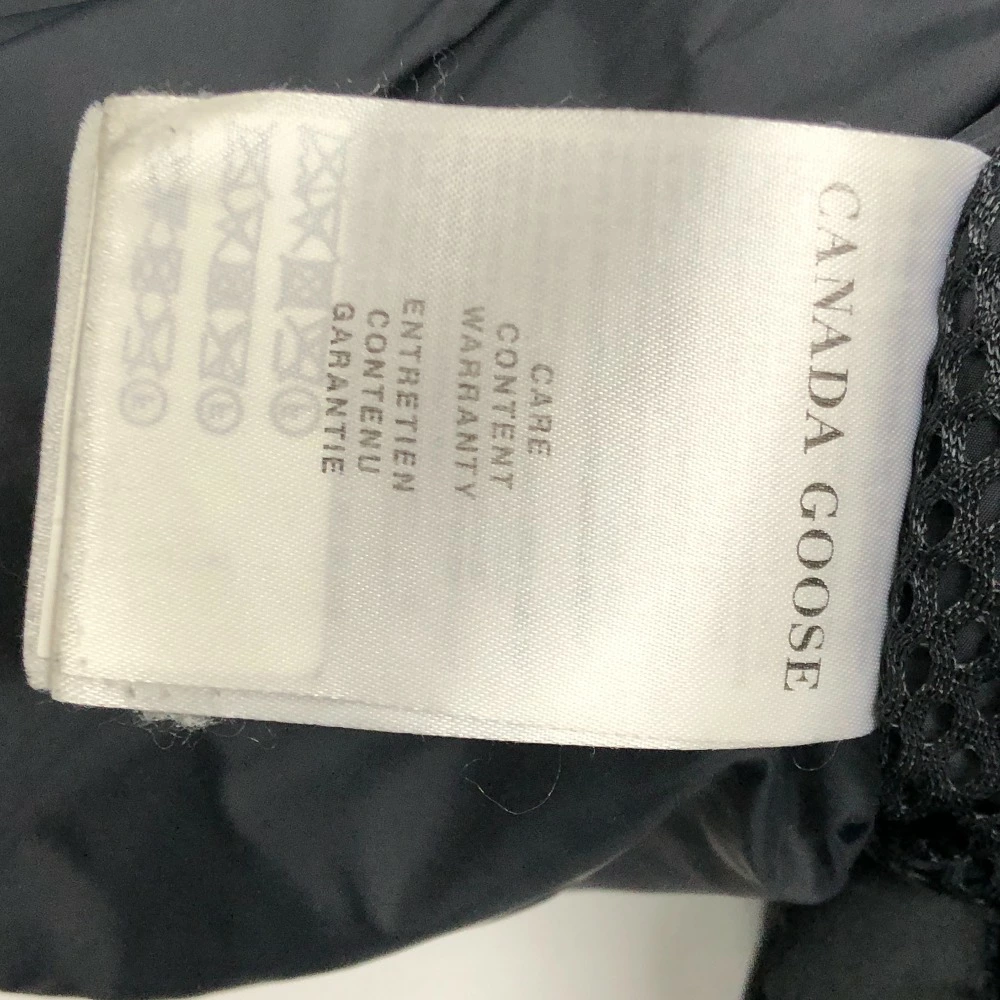 CANADA GOOSE
CARE
CONTENT
WARRANTY
ENTRETIEN
CONTENU
GARANTIE